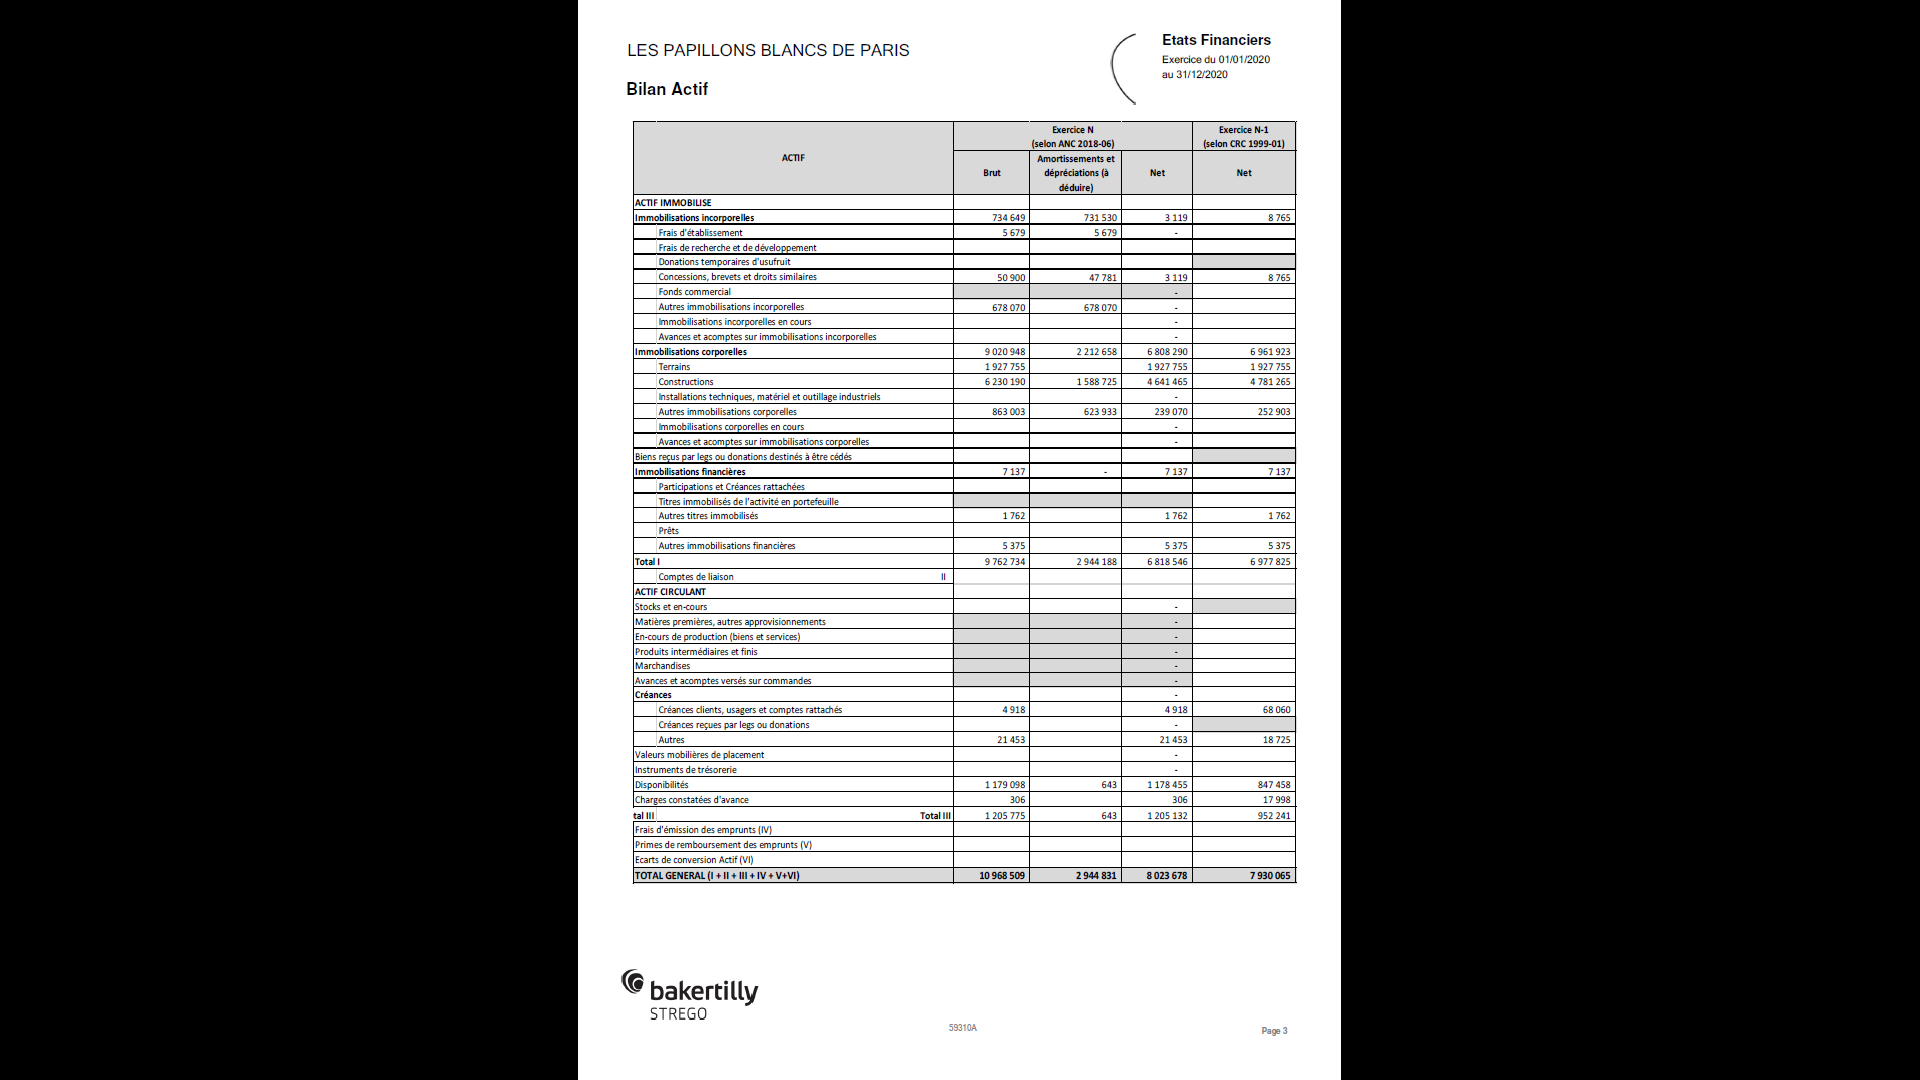 LES PAPILLONS BLANCS DE PARIS
Etats Financiers
Exercice du 01/01/2020
au 31/12/2020
Bilan Actif
ACTIF
Exercice N
(selon ANC 2018-06)
Exercice N-1
(selon CRC 1999-01)
Brut
Amortissements et
dépréciations (à
déduire)
Net
Net
ACTIF IMMOBILISE
Immobilisations incorporelles 734 649 731 530 3 119 8 765
Frais d'établissement 5 679 5 679 -
Frais de recherche et de développement
Donations temporaires d'usufruit
Concessions, brevets et droits similaires 50 900 47 781 3 119 8 765
Fonds commercial -
Autres immobilisations incorporelles 678 070 678 070 -
Immobilisations incorporelles en cours -
Avances et acomptes sur immobilisations incorporelles -
Immobilisations corporelles 9 020 948 2 212 658 6 808 290 6 961 923
Terrains 1 927 755 1 927 755 1 927 755
Constructions 6 230 190 1 588 725 4 641 465 4 781 265
Installations techniques, matériel et outillage industriels -
Autres immobilisations corporelles 863 003 623 933 239 070 252 903
Immobilisations corporelles en cours -
Avances et acomptes sur immobilisations corporelles -
Biens reçus par legs ou donations destinés à être cédés
Immobilisations financières 7 137 - 7 137 7 137
Participations et Créances rattachées
Titres immobilisés de l'activité en portefeuille
Autres titres immobilisés 1 762 1 762 1 762
Prêts
Autres immobilisations financières 5 375 5 375 5 375
Total I 9 762 734 2 944 188 6 818 546 6 977 825
Comptes de liaison II
ACTIF CIRCULANT
Stocks et en-cours -
Matières premières, autres approvisionnements -
En-cours de production (biens et services) -
Produits intermédiaires et finis -
Marchandises -
Avances et acomptes versés sur commandes -
Créances -
Créances clients, usagers et comptes rattachés 4 918 4 918 68 060
Créances reçues par legs ou donations -
Autres 21 453 21 453 18 725
Valeurs mobilières de placement -
Instruments de trésorerie -
Disponibilités 1 179 098 643 1 178 455 847 458
Charges constatées d'avance 306 306 17 998
tal III Total III 1 205 775 643 1 205 132 952 241
Frais d'émission des emprunts (IV)
Primes de remboursement des emprunts (V)
Ecarts de conversion Actif (VI)
TOTAL GENERAL (I + II + III + IV + V+VI) 10 968 509 2 944 831 8 023 678 7 930 065
bakertilly
STREGO
59310A
Page 3